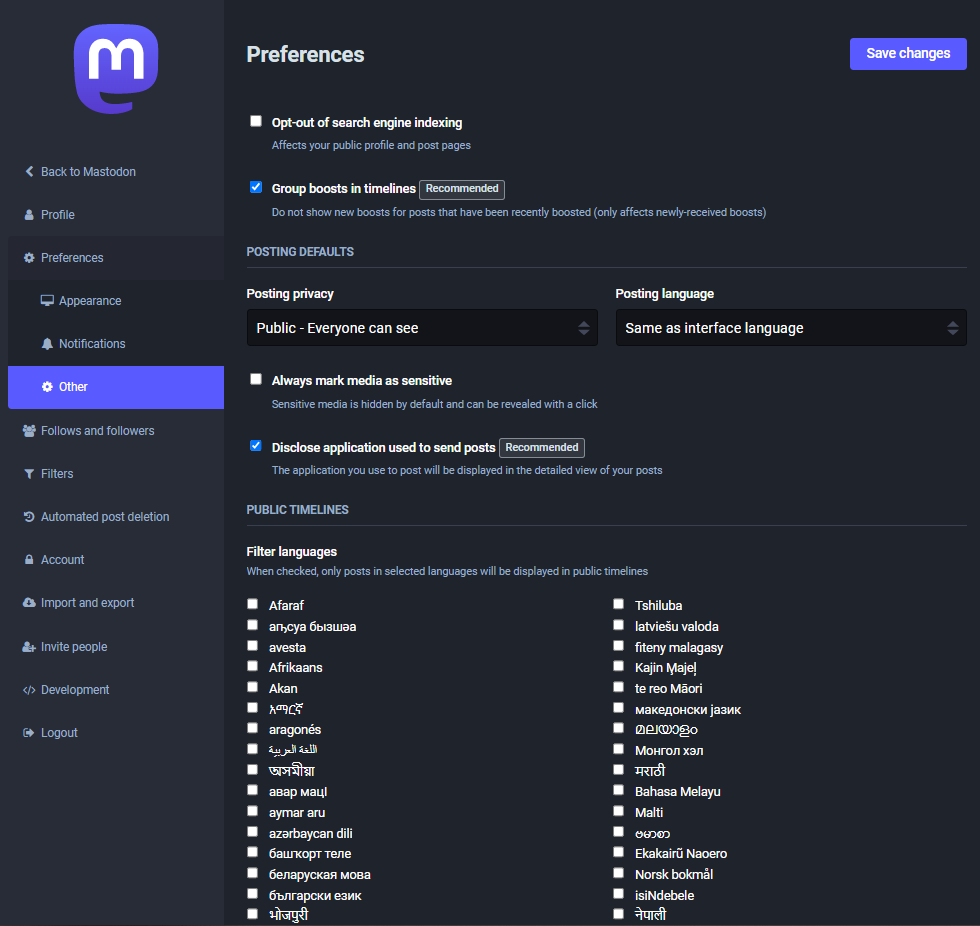 Preferences
Save changes
Back to Mastodon
Profile
Preferences
Appearance
Notifications
Other
Follows and followers
Filters
Automated post deletion
Account
Import and export
Invite people
Development
Logout
Opt-out of search engine indexing
Affects your public profile and post pages
Group boosts in timelines Recommended
Do not show new boosts for posts that have been recently boosted (only affects newly-received boosts)
POSTING DEFAULTS
Posting privacy
Public - Everyone can see
Posting language
Same as interface language
Always mark media as sensitive
Sensitive media is hidden by default and can be revealed with a click
Disclose application used to send posts Recommended
The application you use to post will be displayed in the detailed view of your posts
PUBLIC TIMELINES
Filter languages
When checked, only posts in selected languages will be displayed in public timelines
Afaraf
аҧсуа бызшәа
avesta
Afrikaans
Akan
አማርኛ
aragonés
اللغة العربية
অসমীয়া
авар мацӀ
aymar aru
azərbaycan dili
башҡорт теле
беларуская мова
български език
भोजपुरी
Tshiluba
latviešu valoda
fiteny malagasy
Kajin M̧ajeļ
te reo Māori
македонски јазик
മലയാളം
Монгол хэл
मराठी
Bahasa Melayu
Malti
ဗမာစာ
Ekakairũ Naoero
Norsk bokmål
isiNdebele
नेपाली